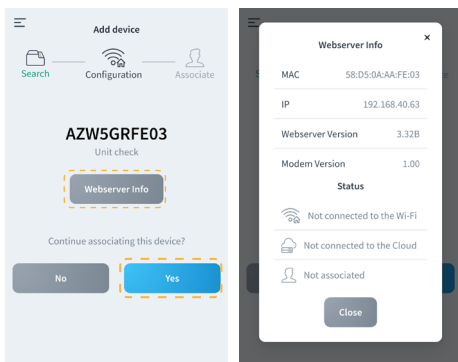 Add device
Search
Configuration
Associate
AZW5GRFE03
Unit check
Webserver Info
Continue associating this device?
No
Yes
Webserver Info
×
MAC 58:D5:0A:AA:FE:03
IP 192.168.40.63
Webserver Version 3.32B
Modem Version 1.00
Status
Not connected to the Wi-Fi
Not connected to the Cloud
Not associated
Close